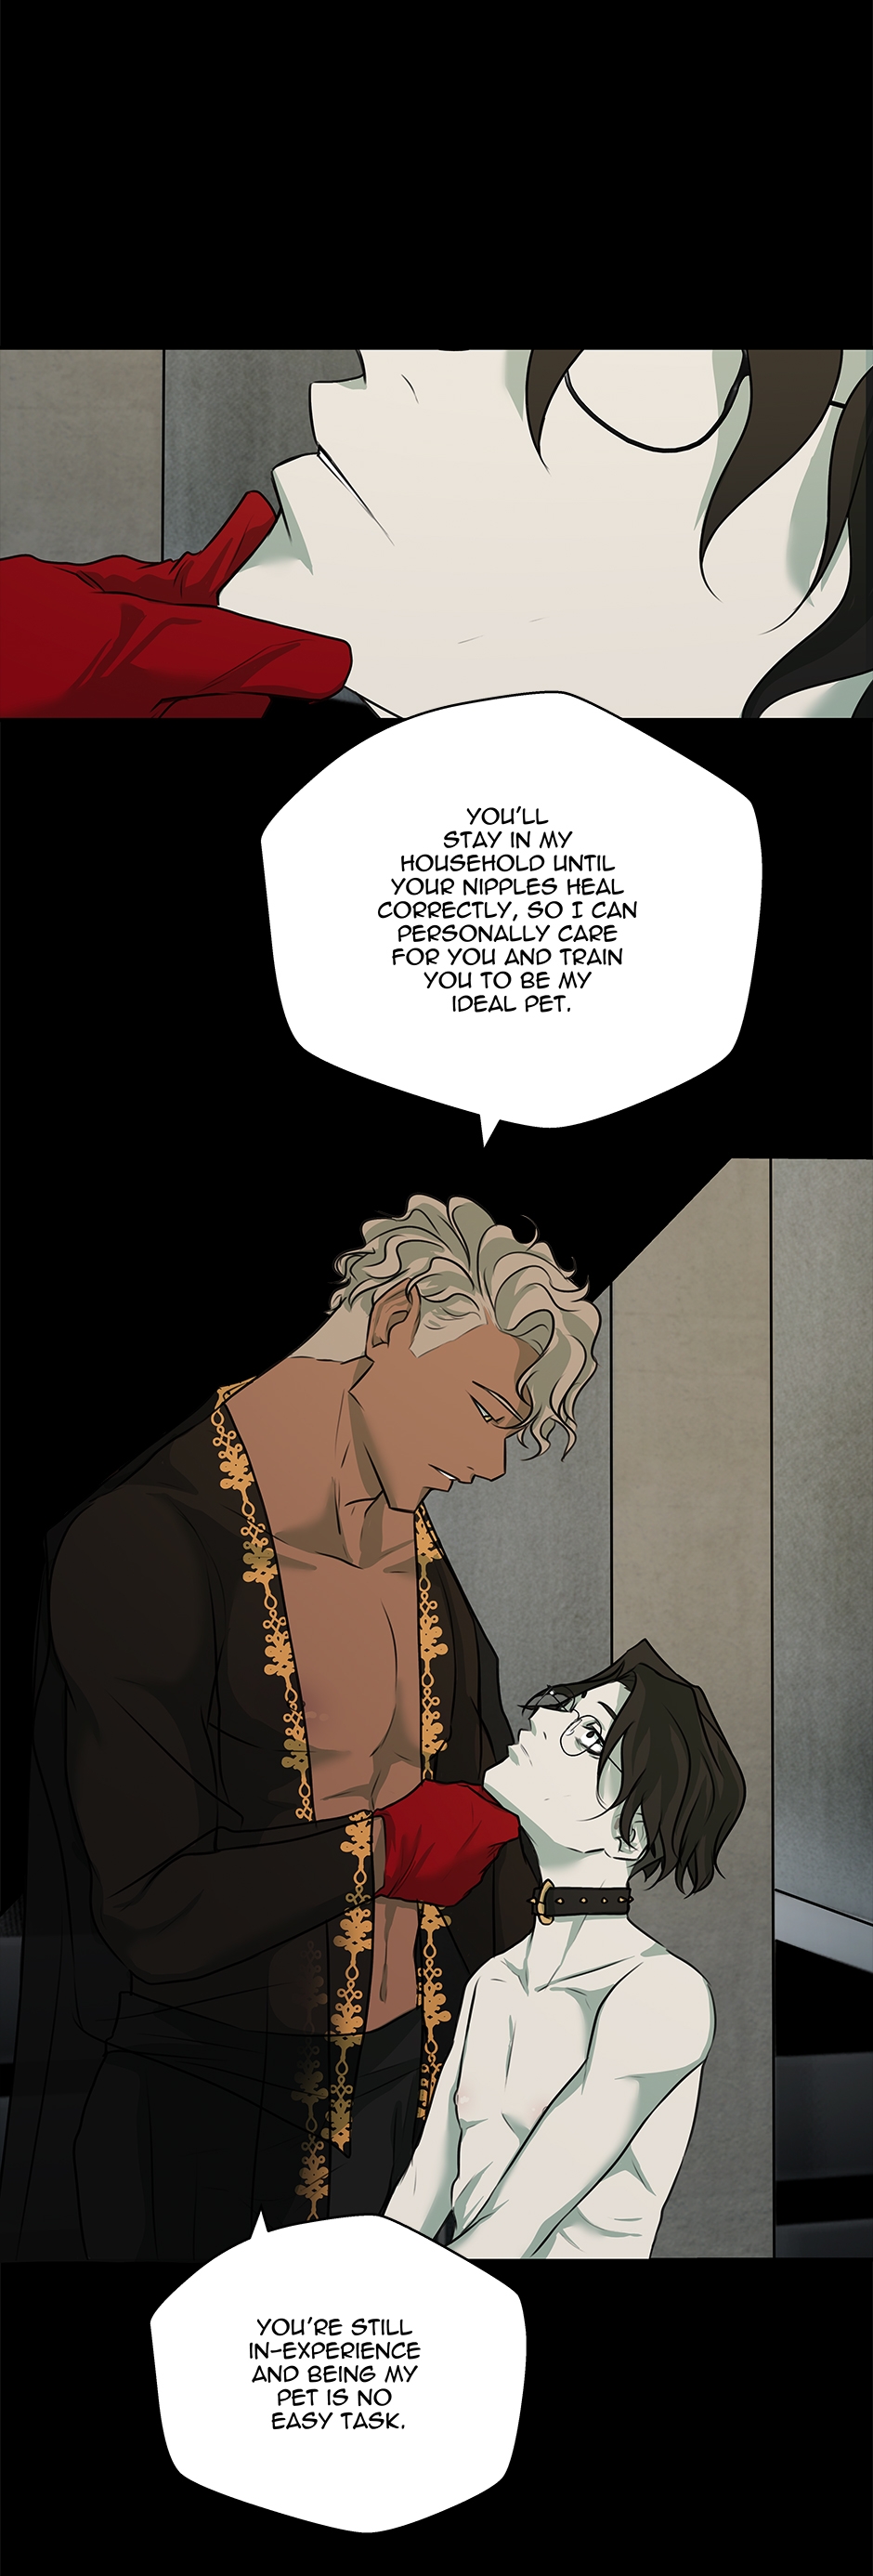 YOU'LL
STAY IN MY
HOUSEHOLD UNTIL
YOUR NIPPLES HEAL
CORRECTLY, SO I CAN
PERSONALLY CARE
FOR YOU AND TRAIN
YOU TO BE MY
IDEAL PET.
YOU'RE STILL
IN-EXPERIENCE
AND BEING MY
PET IS NO
EASY TASK.